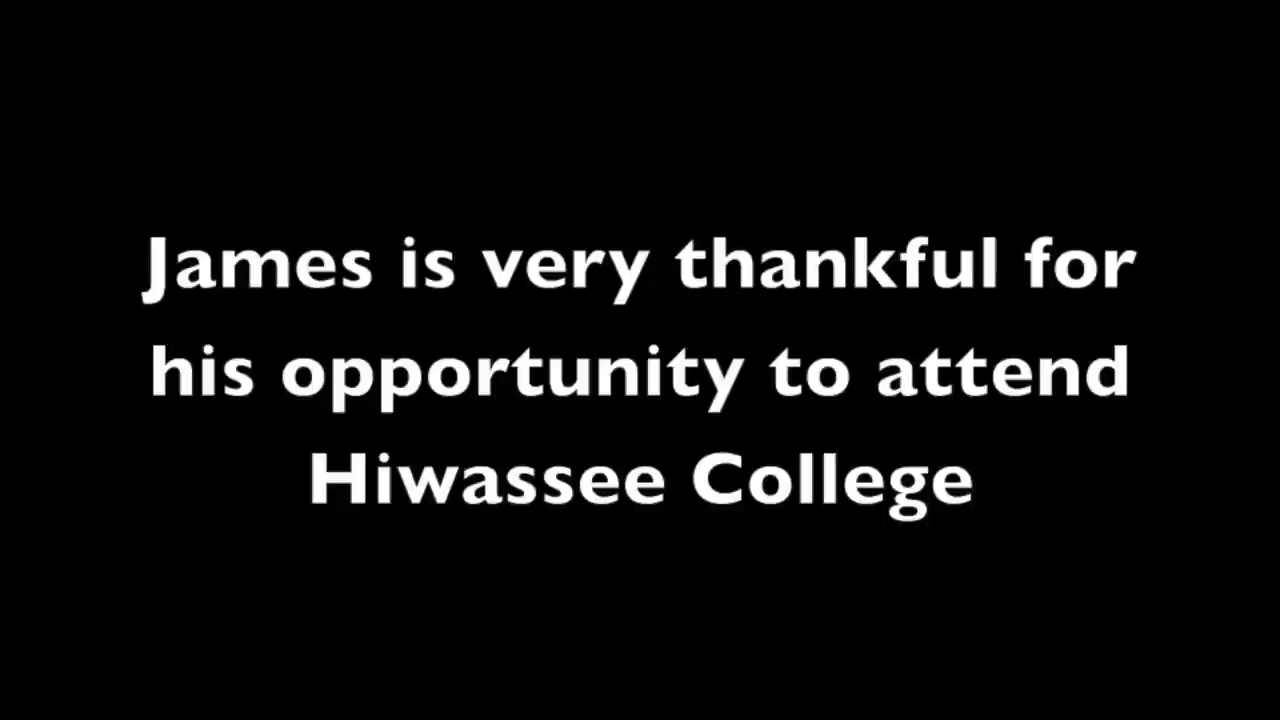 James is very thankful for
his opportunity to attend
Hiwassee College